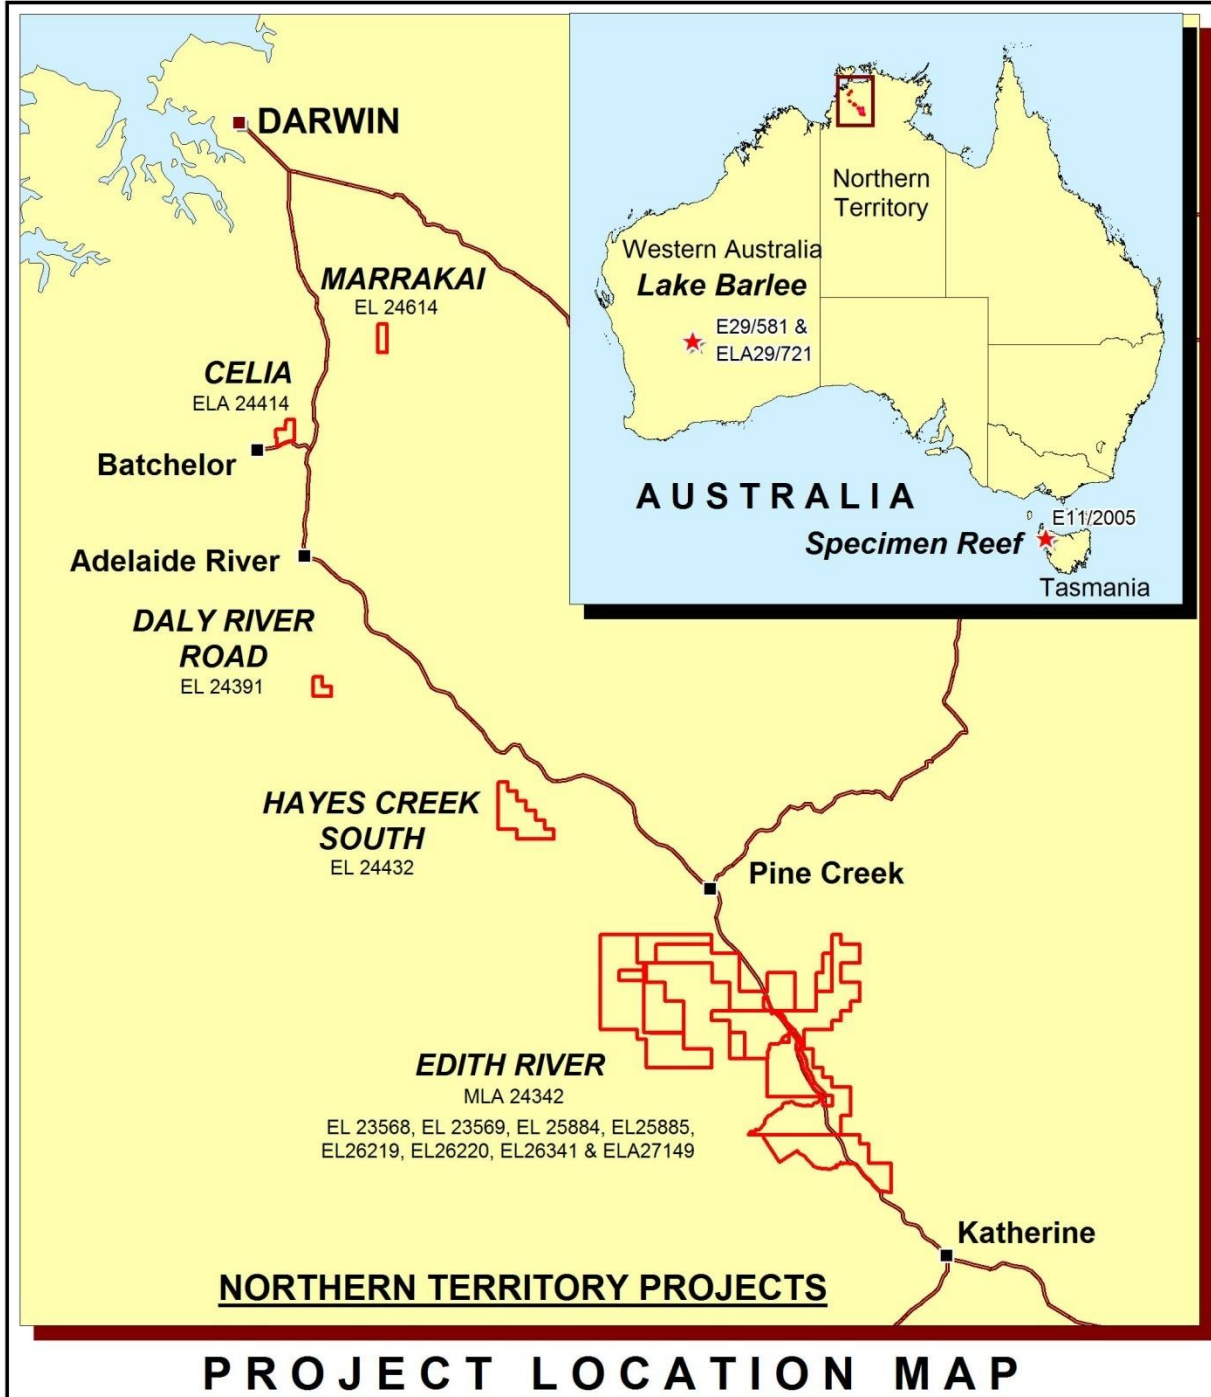 DARWIN
MARRAKAI
EL 24614
CELIA
ELA 24414
Batchelor
Adelaide River
DALY RIVER
ROAD
EL 24391
HAYES CREEK
SOUTH
EL 24432
Pine Creek
EDITH RIVER
MLA 24342
EL 23568, EL 23569, EL 25884, EL25885,
EL26219, EL26220, EL26341 & ELA27149
Katherine
NORTHERN TERRITORY PROJECTS
Northern
Territory
Western Australia
Lake Barlee
E29/581 &
ELA29/721
AUSTRALIA
E11/2005
Specimen Reef
Tasmania
PROJECT LOCATION MAP